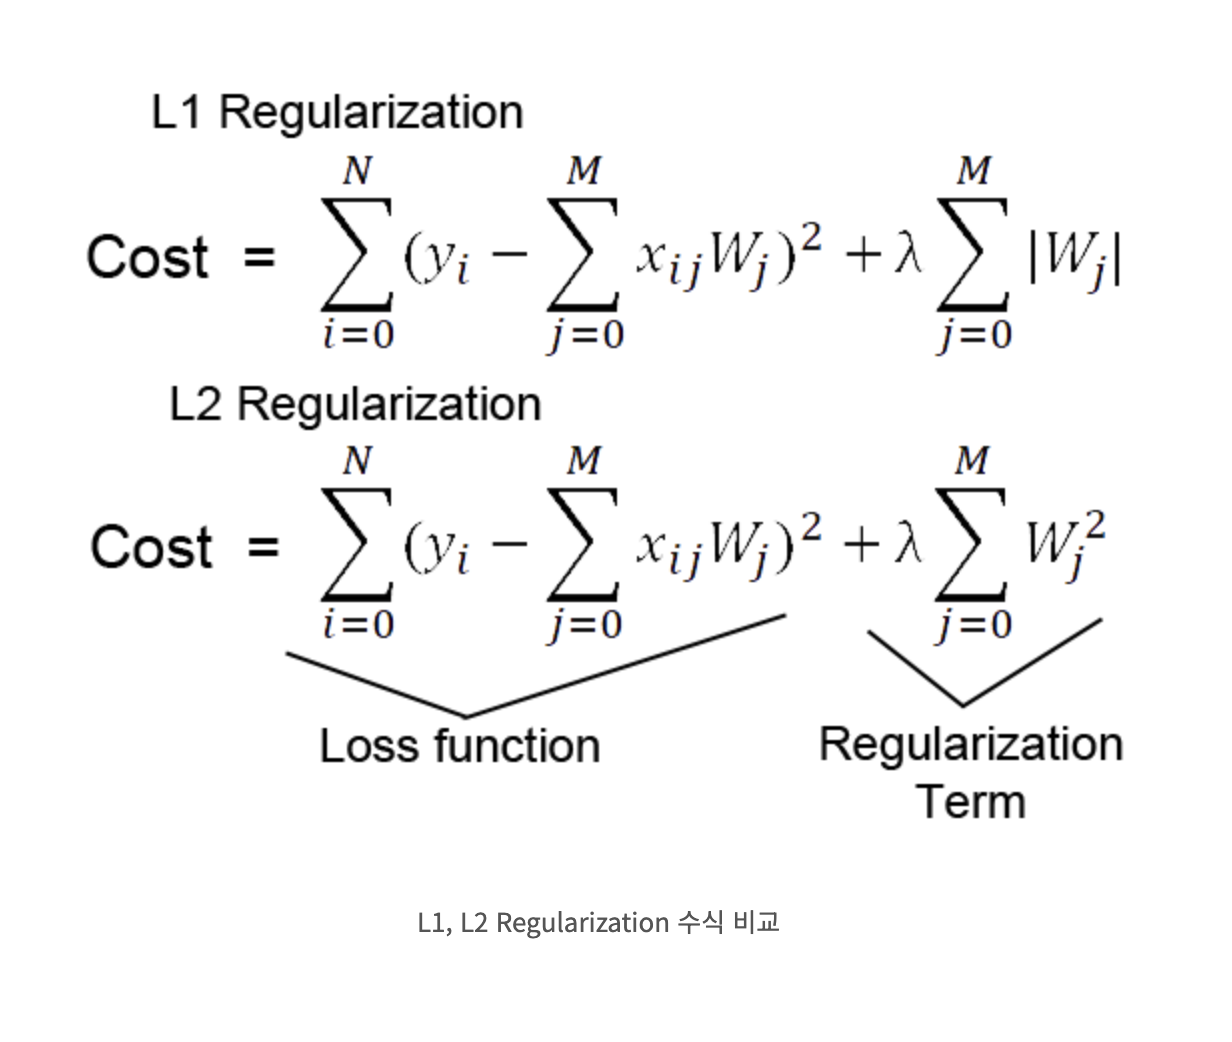 L1 Regularization
Cost = \sum_{i=0}^{N} (y_i - \sum_{j=0}^{M} x_{ij} W_j)^2 + λ \sum_{j=0}^{M} |W_j|
L2 Regularization
Cost = \sum_{i=0}^{N} (y_i - \sum_{j=0}^{M} x_{ij} W_j)^2 + λ \sum_{j=0}^{M} W_j^2
Loss function
Regularization
Term
L1, L2 Regularization 수식 비교